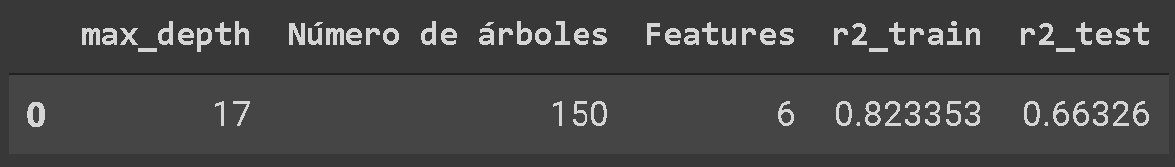 max_depth Número de árboles Features r2_train r2_test
0 17 150 6 0.823353 0.66326